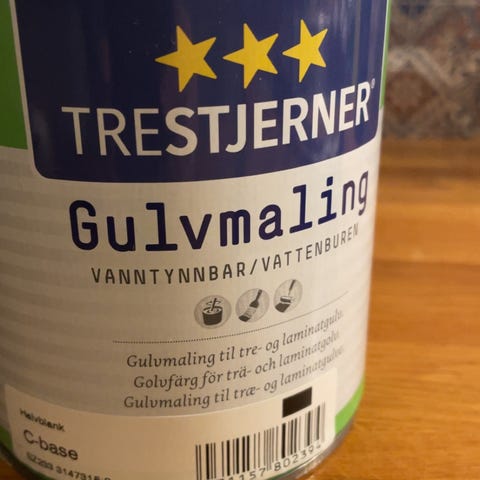 TRESTJERNER®
Gulvmaling
VANNTYNNBAR/VATTENBUREN
Gulvmaling til tre- og laminatgulv.
Golvfärg för trä- och laminatgolv.
Gulvmaling til træ- og laminatgulve.
Halvblank
C-base